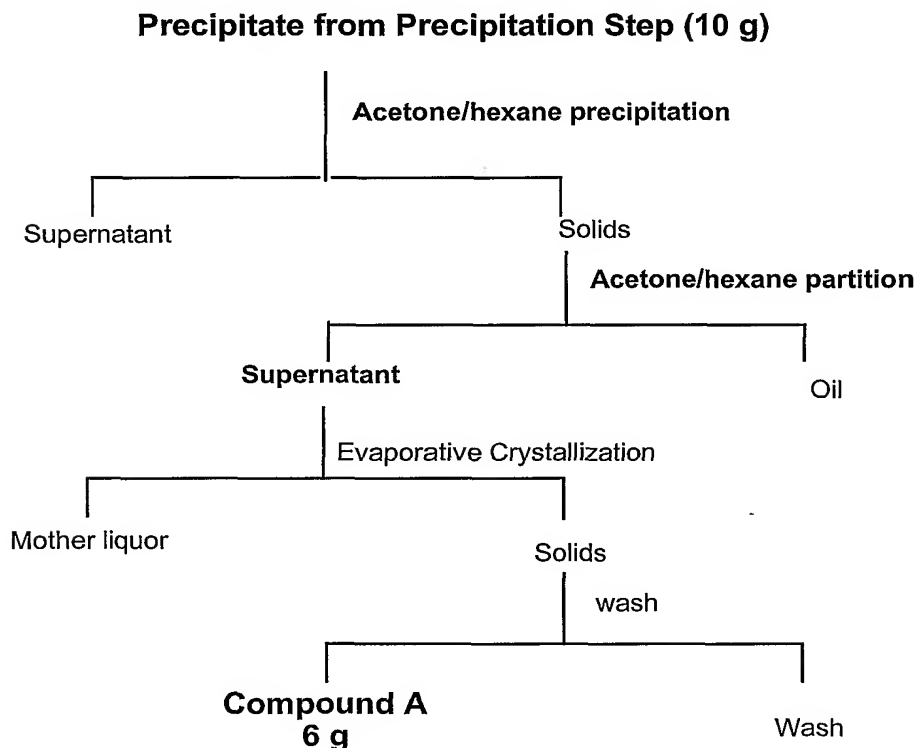 Precipitate from Precipitation Step (10 g)
Acetone/hexane precipitation
Supernatant
Solids
Acetone/hexane partition
Supernatant
Oil
Evaporative Crystallization
Mother liquor
Solids
wash
Compound A
6 g
Wash